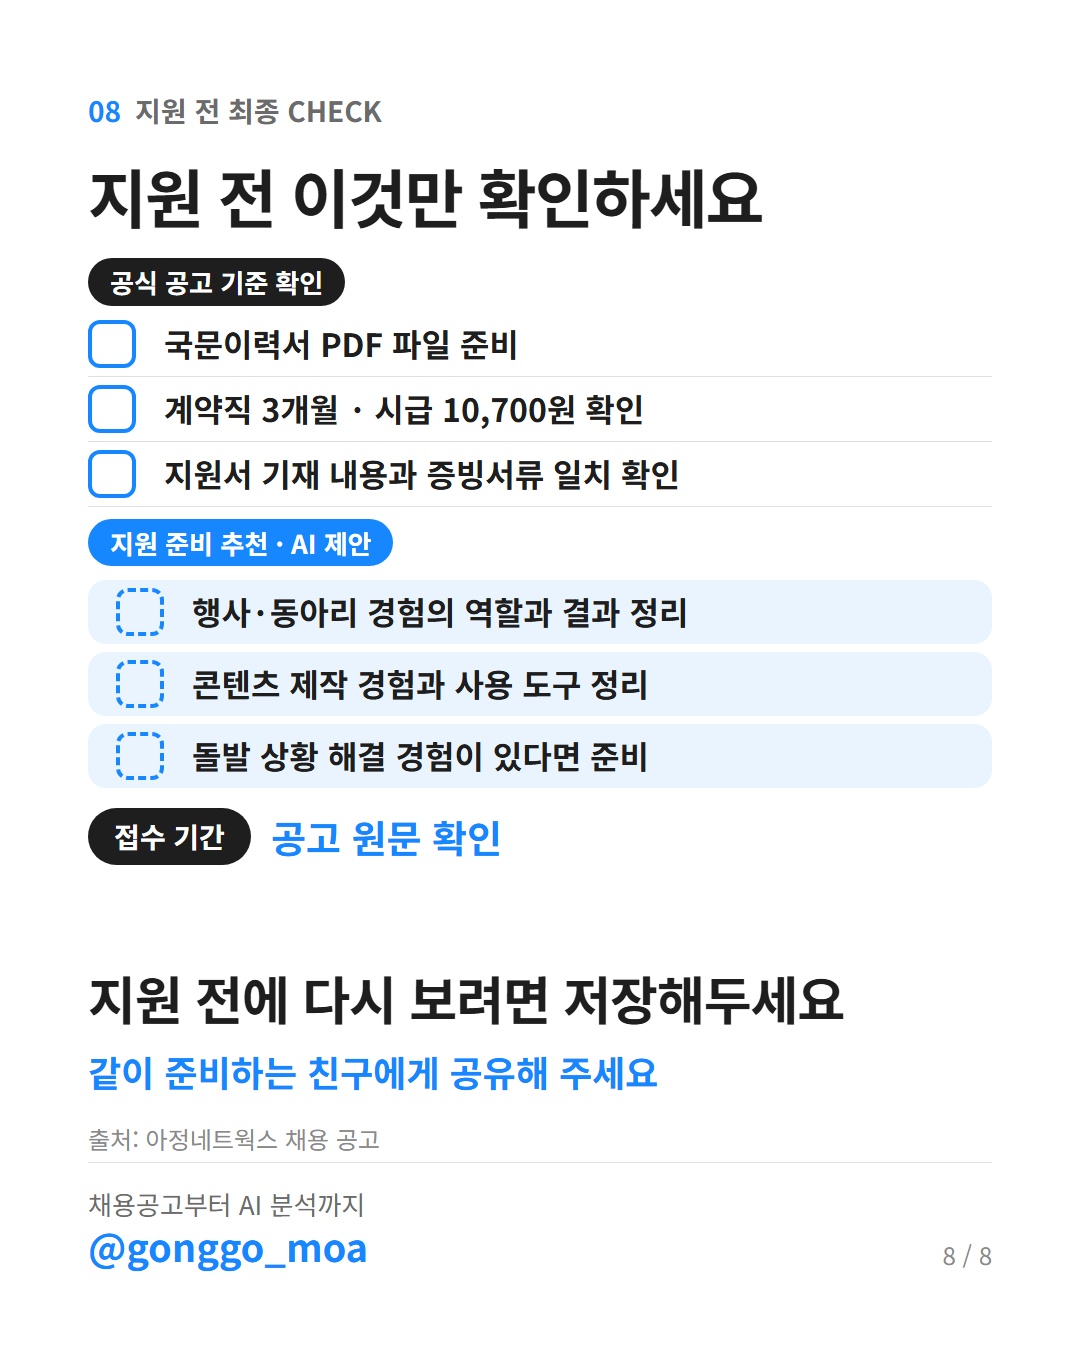 08 지원 전 최종 CHECK
지원 전 이것만 확인하세요
공식 공고 기준 확인
국문이력서 PDF 파일 준비
계약직 3개월 · 시급 10,700원 확인
지원서 기재 내용과 증빙서류 일치 확인
지원 준비 추천 · AI 제안
행사·동아리 경험의 역할과 결과 정리
콘텐츠 제작 경험과 사용 도구 정리
돌발 상황 해결 경험이 있다면 준비
접수 기간 공고 원문 확인
지원 전에 다시 보려면 저장해두세요
같이 준비하는 친구에게 공유해 주세요
출처: 아정네트웍스 채용 공고
채용공고부터 AI 분석까지
@gonggo_moa
8 / 8